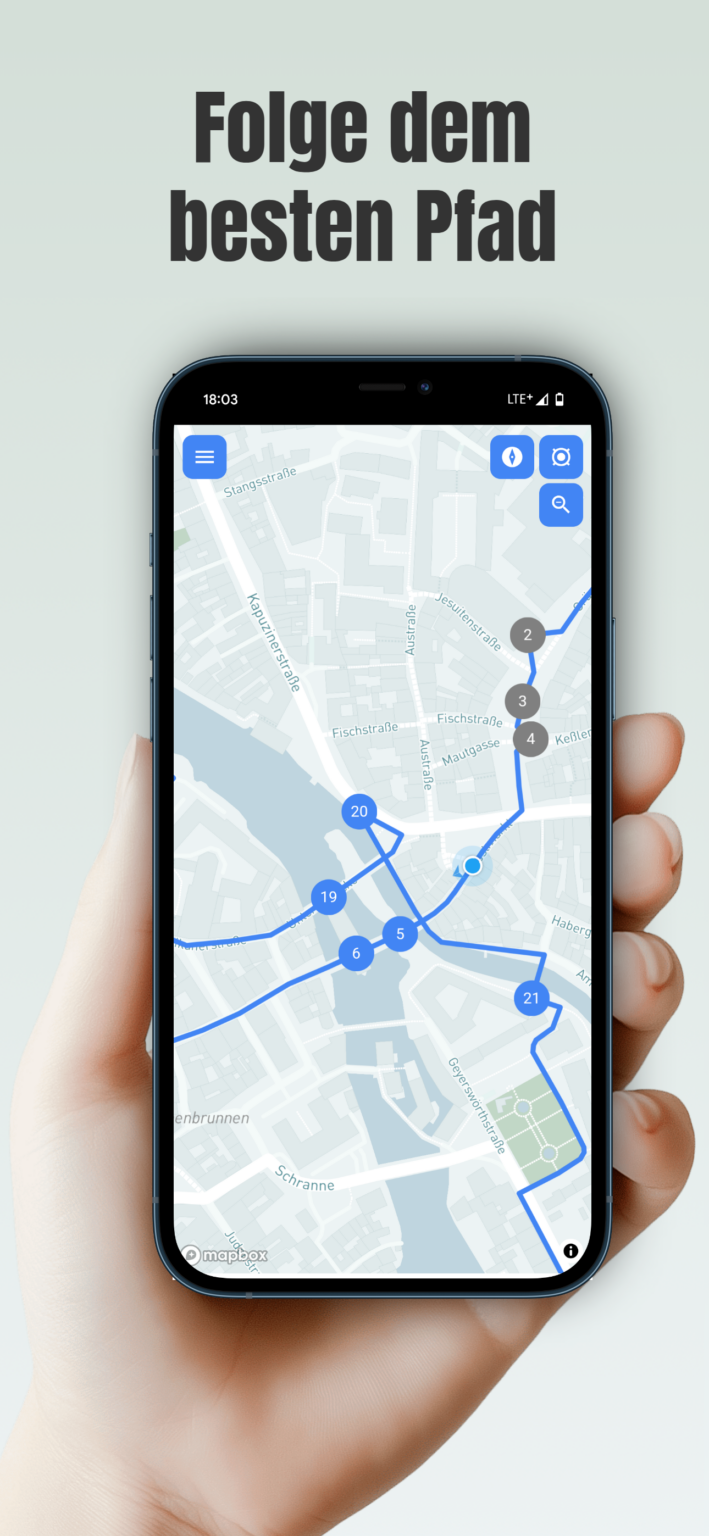 Folge dem
besten Pfad
18:03
LTE+
Stangsstraße
Kapuzinerstraße
Austraße
Jesuitenstraße
2
3
Fischstraße
Fischstraße
4
Keßler
Mautgasse
Austraße
20
19
5
6
Haberg
21
Geyerswörthstraße
enbrunnen
Schranne
mapbox